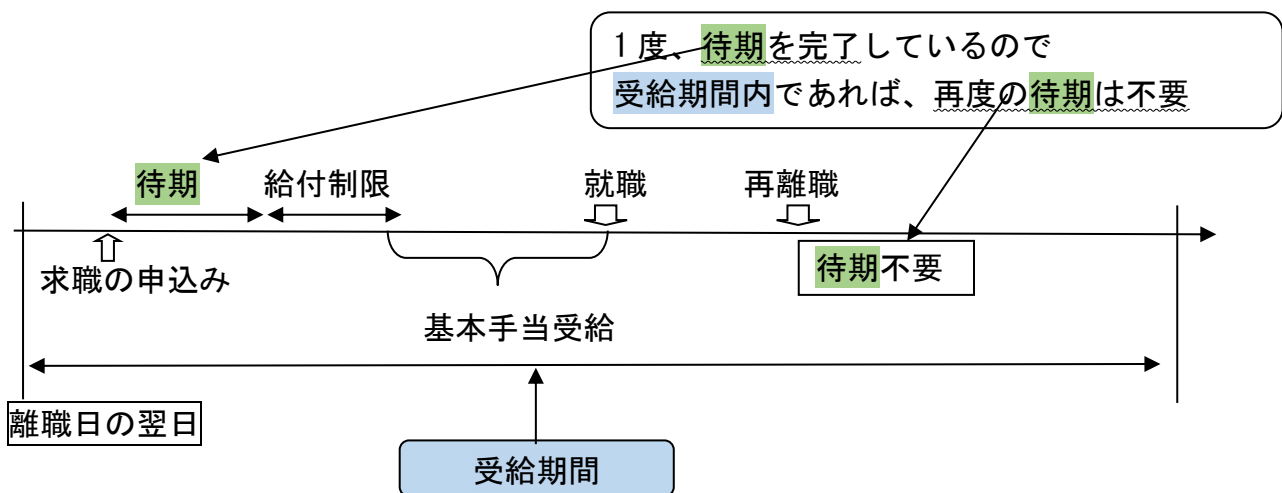 １度、待期を完了しているので
受給期間内であれば、再度の待期は不要
待期
給付制限
就職
再離職
求職の申込み
待期不要
基本手当受給
離職日の翌日
受給期間